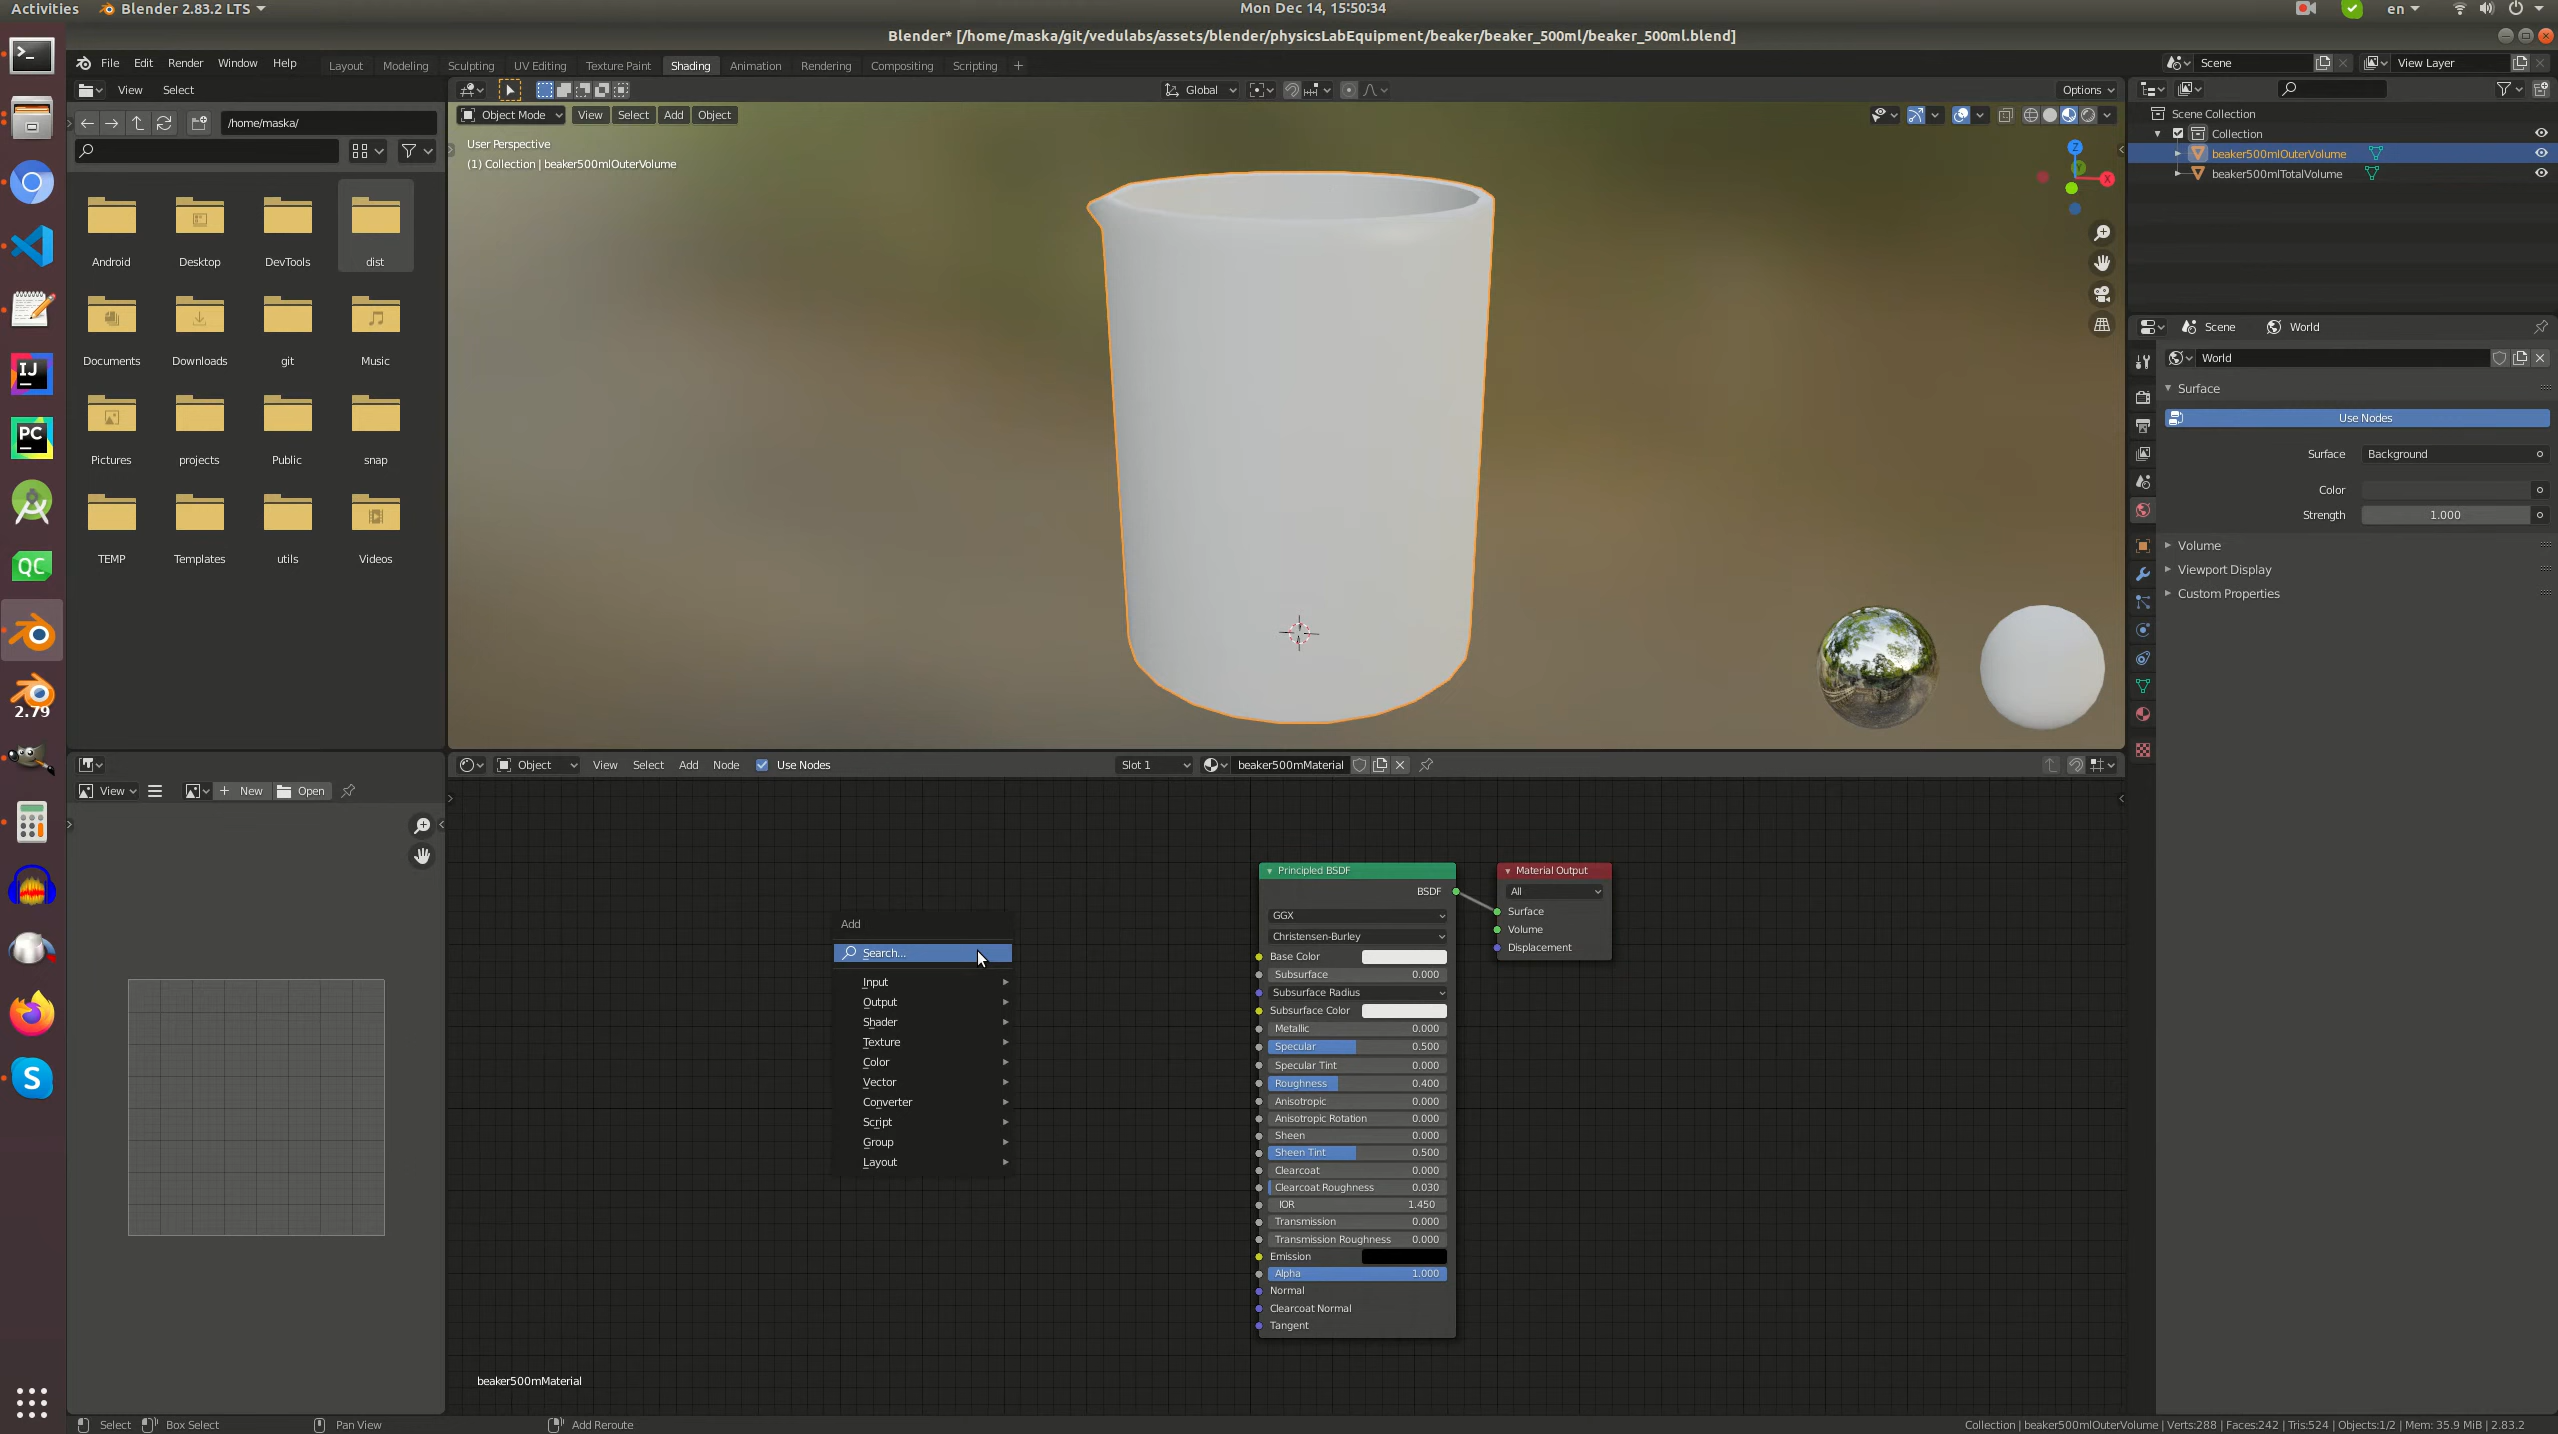 Activities
Blender 2.83.2 LTS
Mon Dec 14, 15:50:34
en
Blender* [/home/maska/git/vedulabs/assets/blender/physicsLabEquipment/beaker/beaker_500ml/beaker_500ml.blend]
File Edit Render Window Help
Layout Modeling Sculpting UV Editing Texture Paint Shading Animation Rendering Compositing Scripting +
Scene
View Layer
View Select
Global
Options
/home/maska/
Object Mode View Select Add Object
User Perspective
(1) Collection | beaker500mlOuterVolume
Z
Y
X
Scene Collection
Collection
beaker500mlOuterVolume
beaker500mlTotalVolume
Android
Desktop
DevTools
dist
Documents
Downloads
git
Music
Pictures
projects
Public
snap
TEMP
Templates
utils
Videos
IJ
PC
QC
2.79
S
Scene World
World
Surface
Use Nodes
Surface Background
Color
Strength 1.000
Volume
Viewport Display
Custom Properties
View
New
Open
Object View Select Add Node Use Nodes
Slot 1
beaker500mMaterial
Add
Search...
Input
Output
Shader
Texture
Color
Vector
Converter
Script
Group
Layout
Principled BSDF
BSDF
GGX
Christensen-Burley
Base Color
Subsurface 0.000
Subsurface Radius
Subsurface Color
Metallic 0.000
Specular 0.500
Specular Tint 0.000
Roughness 0.400
Anisotropic 0.000
Anisotropic Rotation 0.000
Sheen 0.000
Sheen Tint 0.500
Clearcoat 0.000
Clearcoat Roughness 0.030
IOR 1.450
Transmission 0.000
Transmission Roughness 0.000
Emission
Alpha 1.000
Normal
Clearcoat Normal
Tangent
Material Output
All
Surface
Volume
Displacement
beaker500mMaterial
Select
Box Select
Pan View
Add Reroute
Collection | beaker500mlOuterVolume | Verts:288 | Faces:242 | Tris:524 | Objects:1/2 | Mem: 35.9 MiB | 2.83.2